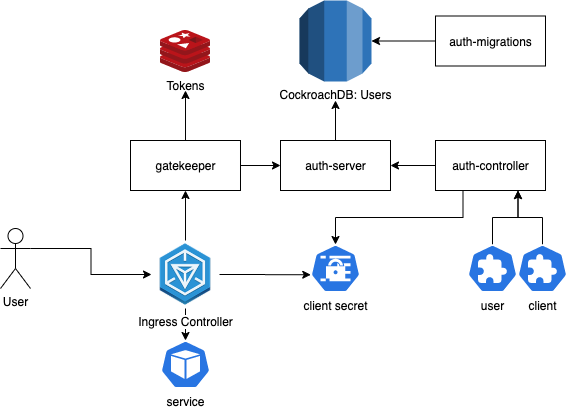 auth-migrations
Tokens
CockroachDB: Users
gatekeeper
auth-server
auth-controller
User
Ingress Controller
client secret
user
client
service